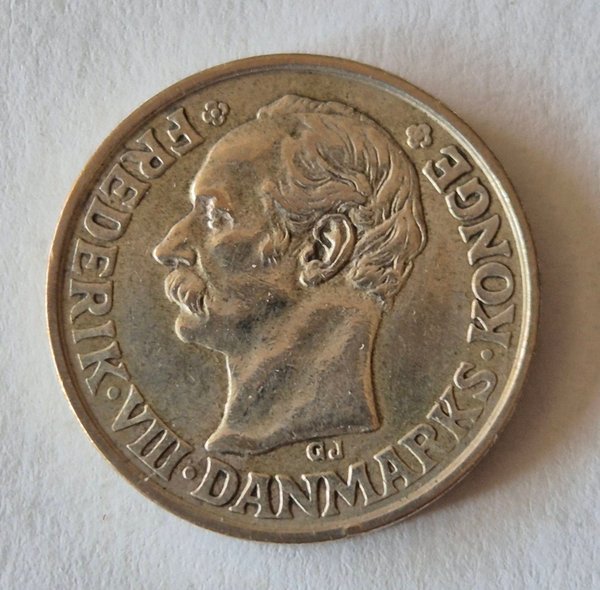 FREDERIK · VIII · DANMARKS · KONGE
GJ